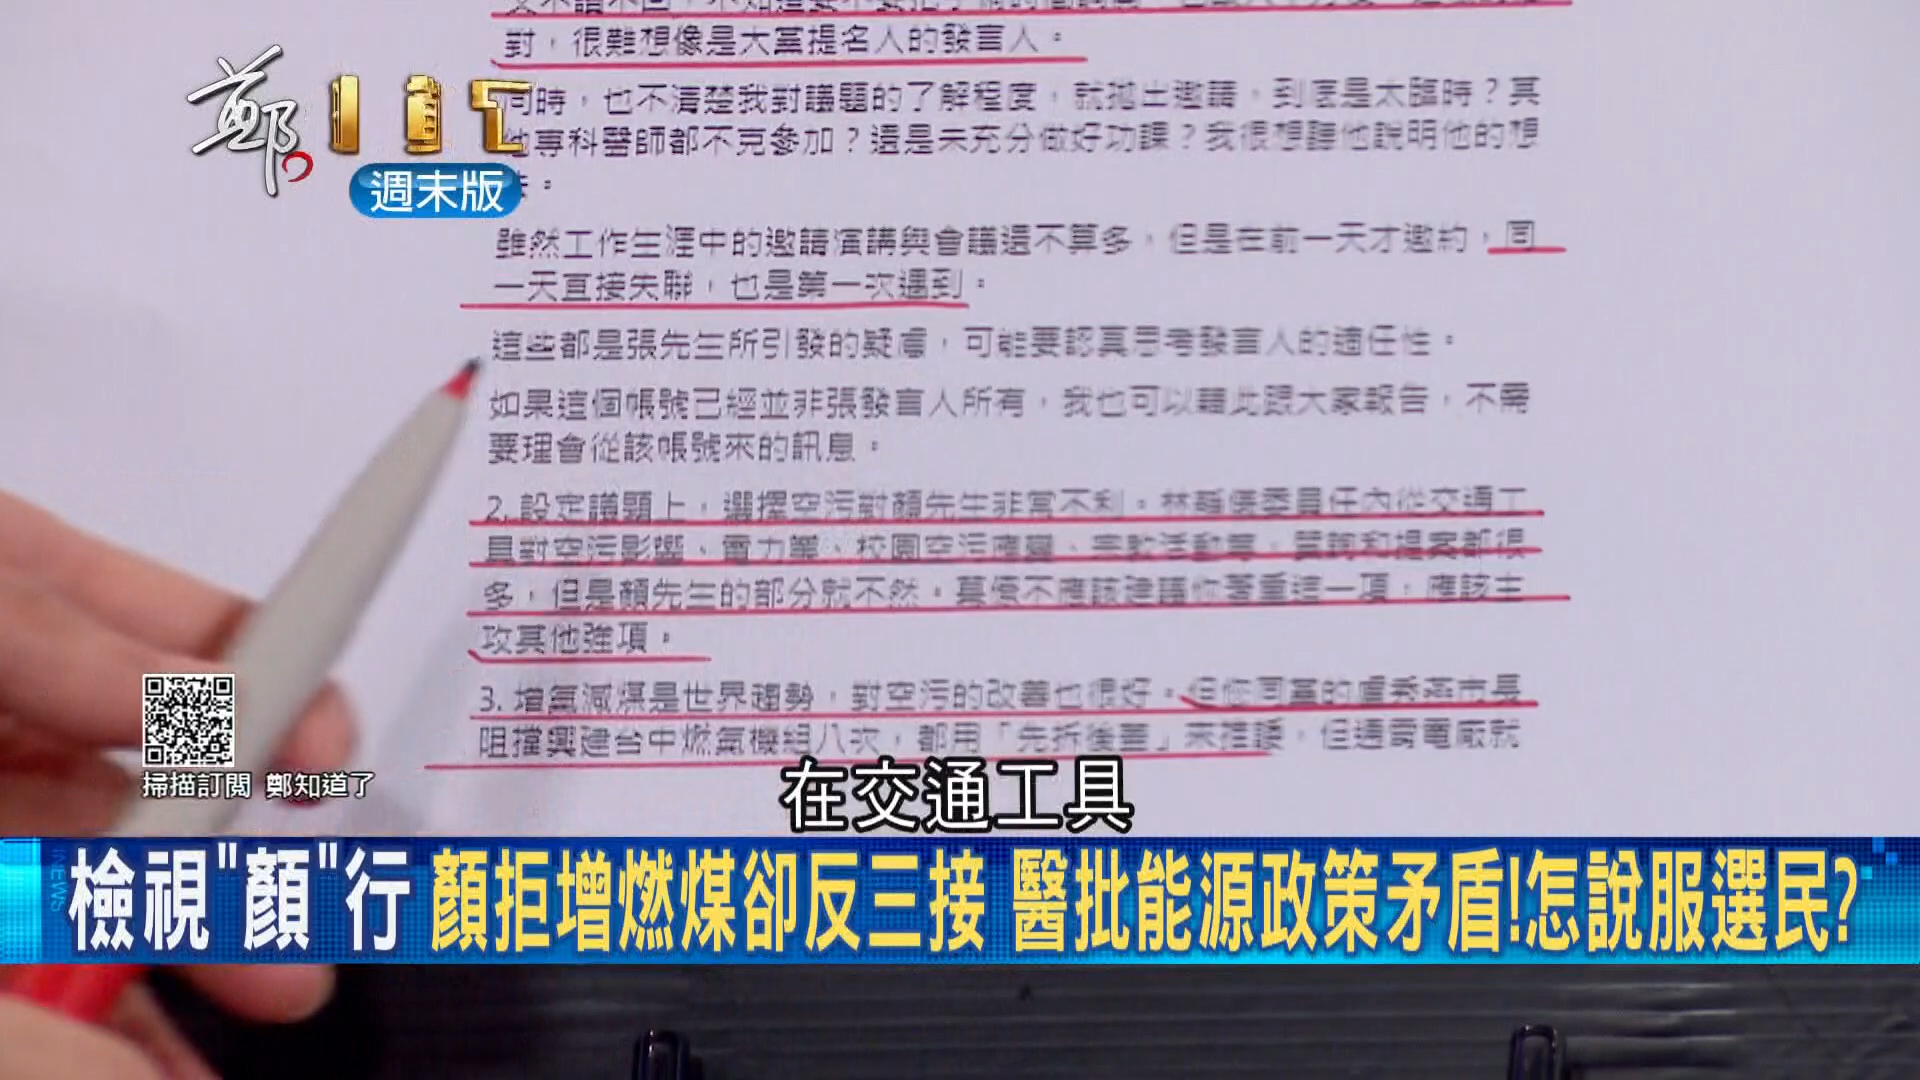 對，很難想像是大黨提名人的發言人。
同時，也不清楚我對議題的了解程度，就拋出邀請，到底是太臨時？其
他專科醫師都不克參加？還是未充分做好功課？我很想聽他說明他的想
。
雖然工作生涯中的邀請演講與會議還不算多，但是在前一天才邀約，同
一天直接失聯，也是第一次遇到。
這些都是張先生所引發的疑慮，可能要認真思考發言人的適任性。
如果這個帳號已經並非張發言人所有，我也可以藉此跟大家報告，不需
要理會從該帳號來的訊息。
2. 設定議題上，選擇空污對顏先生非常不利。林靜儀委員任內從交通工
具對空污影響、電力業、校園空污應變、宗教活動等，質詢和提案都很
多，但是顏先生的部分就不然。幕僚不應該建議你著重這一項，應該主
攻其他強項。
3. 增氣減煤是世界趨勢，對空污的改善也很好。但您同黨的盧秀燕市長
阻擋興建台中燃氣機組八次，都用「先拆後蓋」來推諉，但通霄電廠就
鄭
週末版
掃描訂閱 鄭知道了
在交通工具
iNEWS
檢視"顏"行 顏拒增燃煤卻反三接 醫批能源政策矛盾!怎說服選民?